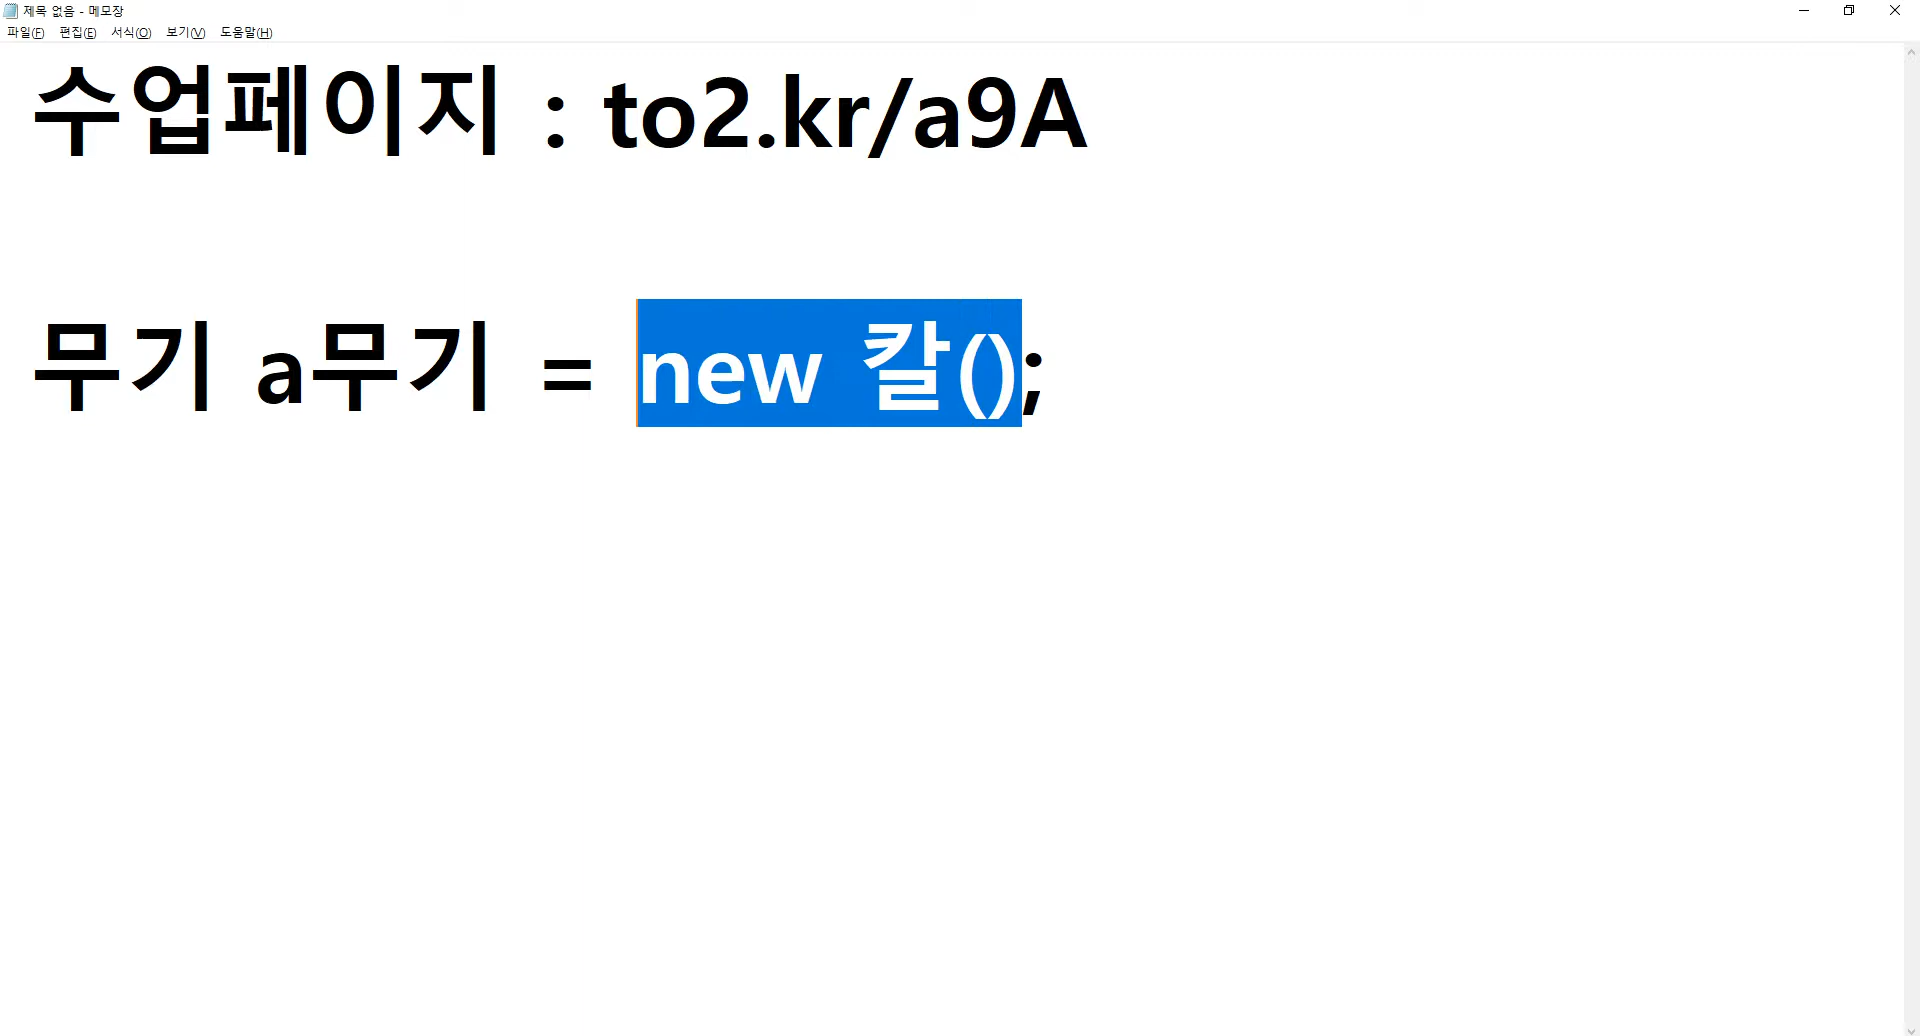 제목 없음 - 메모장
파일(F) 편집(E) 서식(O) 보기(V) 도움말(H)
수업페이지 : to2.kr/a9A
무기 a무기 = new 칼();